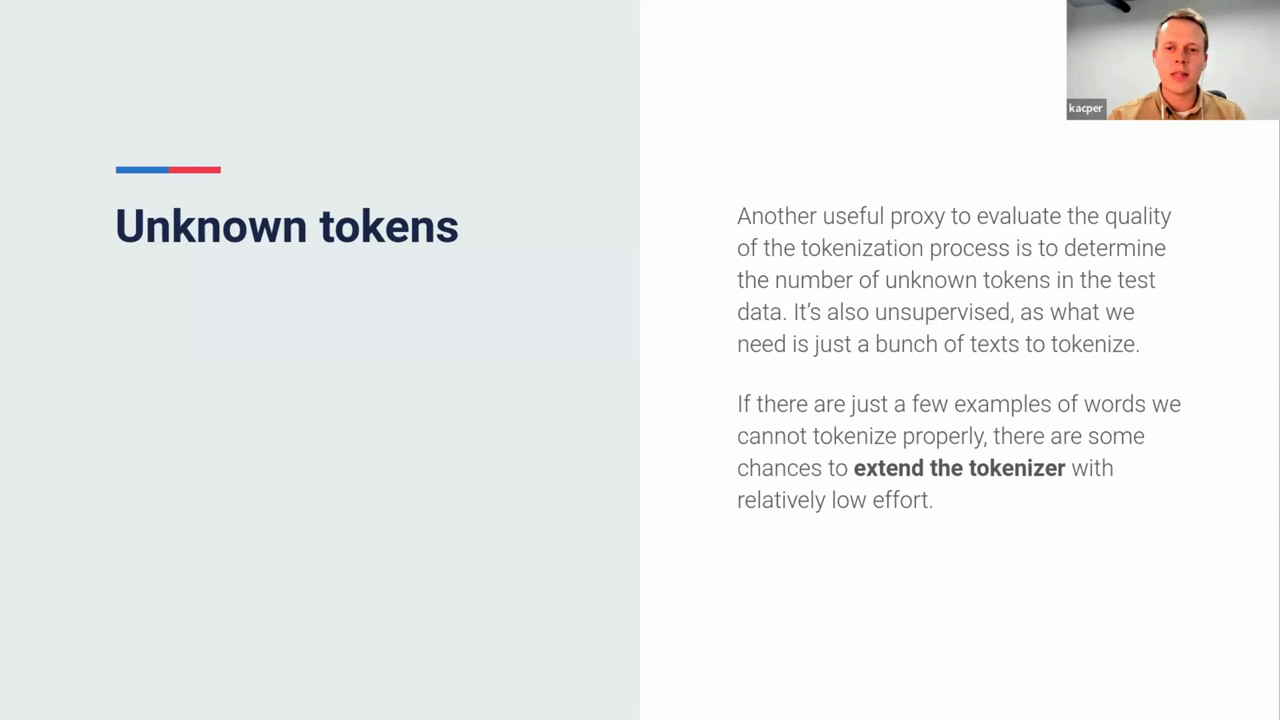 kacper
Unknown tokens
Another useful proxy to evaluate the quality
of the tokenization process is to determine
the number of unknown tokens in the test
data. It’s also unsupervised, as what we
need is just a bunch of texts to tokenize.
If there are just a few examples of words we
cannot tokenize properly, there are some
chances to extend the tokenizer with
relatively low effort.